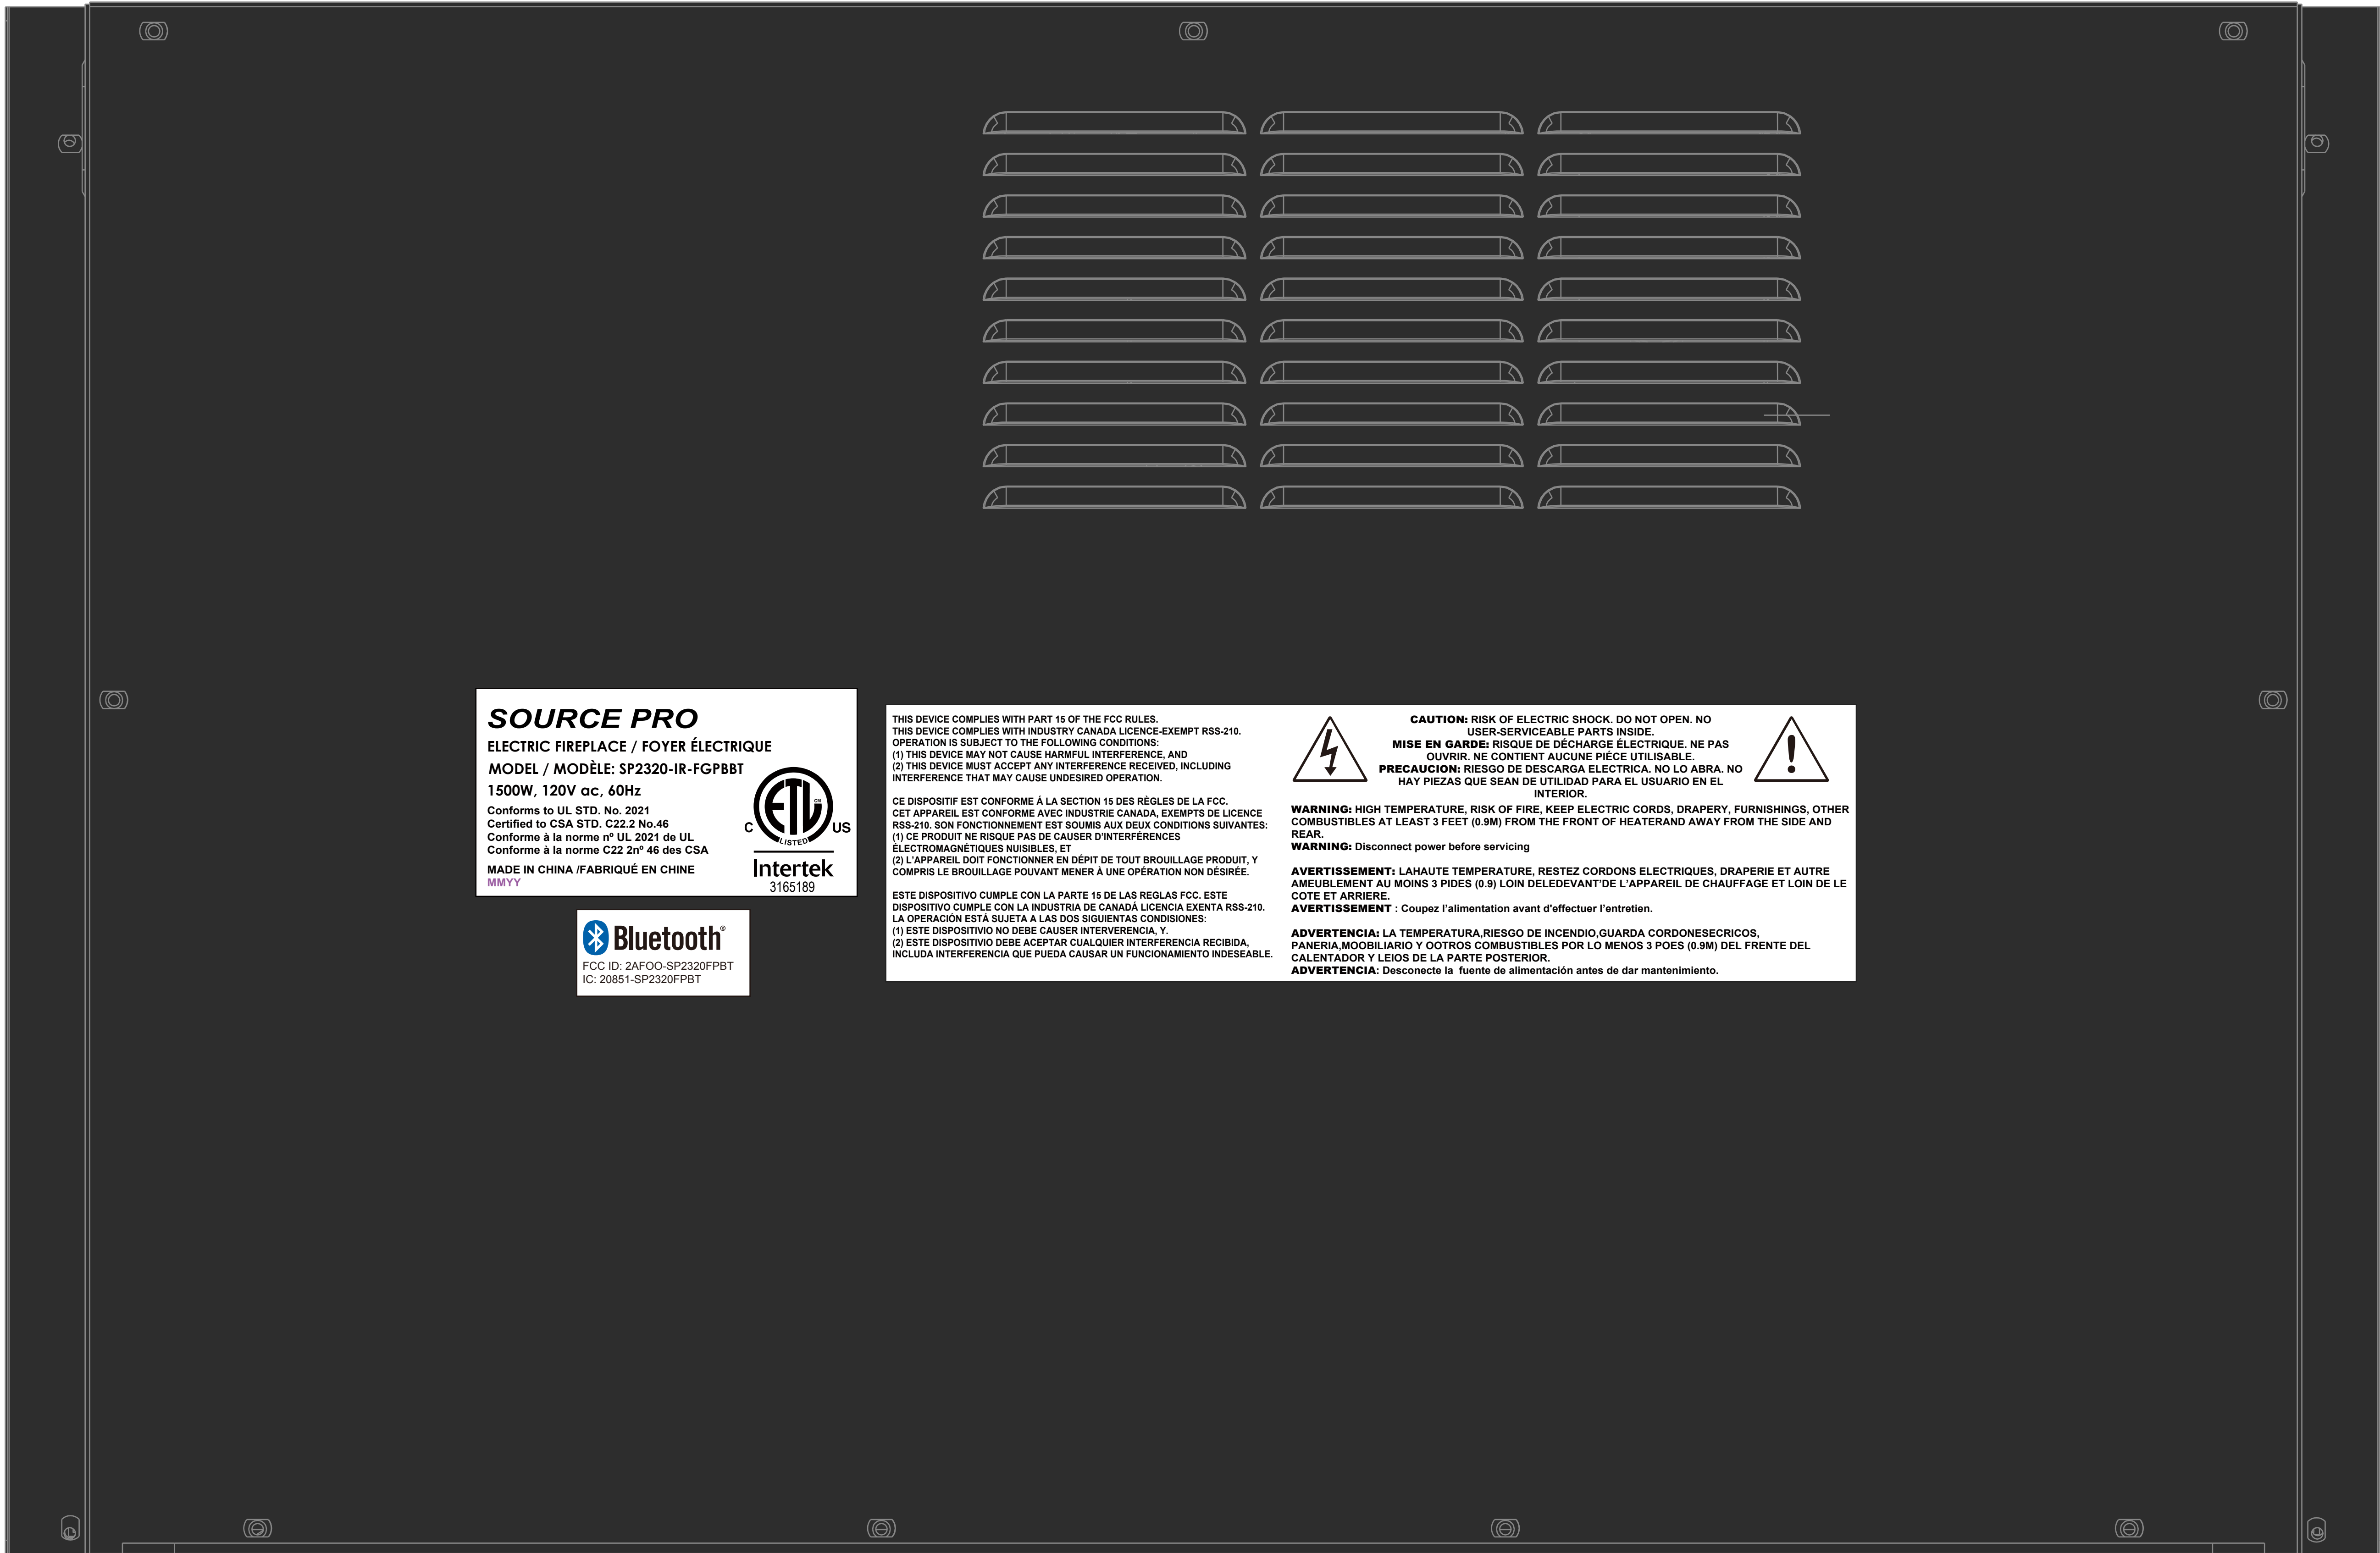 SOURCE PRO
ELECTRIC FIREPLACE / FOYER ÉLECTRIQUE
MODEL / MODÈLE: SP2320-IR-FGPBBT
1500W, 120V ac, 60Hz
Conforms to UL STD. No. 2021
Certified to CSA STD. C22.2 No.46
Conforme à la norme nº UL 2021 de UL
Conforme à la norme C22 2nº 46 des CSA
MADE IN CHINA /FABRIQUÉ EN CHINE
MMYY
ETL CM
LISTED
C US
Intertek
3165189
Bluetooth®
FCC ID: 2AFOO-SP2320FPBT
IC: 20851-SP2320FPBT
THIS DEVICE COMPLIES WITH PART 15 OF THE FCC RULES.
THIS DEVICE COMPLIES WITH INDUSTRY CANADA LICENCE-EXEMPT RSS-210.
OPERATION IS SUBJECT TO THE FOLLOWING CONDITIONS:
(1) THIS DEVICE MAY NOT CAUSE HARMFUL INTERFERENCE, AND
(2) THIS DEVICE MUST ACCEPT ANY INTERFERENCE RECEIVED, INCLUDING
INTERFERENCE THAT MAY CAUSE UNDESIRED OPERATION.
CE DISPOSITIF EST CONFORME Á LA SECTION 15 DES RÈGLES DE LA FCC.
CET APPAREIL EST CONFORME AVEC INDUSTRIE CANADA, EXEMPTS DE LICENCE
RSS-210. SON FONCTIONNEMENT EST SOUMIS AUX DEUX CONDITIONS SUIVANTES:
(1) CE PRODUIT NE RISQUE PAS DE CAUSER D’INTERFÉRENCES
ÉLECTROMAGNÉTIQUES NUISIBLES, ET
(2) L’APPAREIL DOIT FONCTIONNER EN DÉPIT DE TOUT BROUILLAGE PRODUIT, Y
COMPRIS LE BROUILLAGE POUVANT MENER À UNE OPÉRATION NON DÉSIRÉE.
ESTE DISPOSITIVO CUMPLE CON LA PARTE 15 DE LAS REGLAS FCC. ESTE
DISPOSITIVO CUMPLE CON LA INDUSTRIA DE CANADÁ LICENCIA EXENTA RSS-210.
LA OPERACIÓN ESTÁ SUJETA A LAS DOS SIGUIENTAS CONDISIONES:
(1) ESTE DISPOSITIVIO NO DEBE CAUSER INTERVERENCIA, Y.
(2) ESTE DISPOSITIVIO DEBE ACEPTAR CUALQUIER INTERFERENCIA RECIBIDA,
INCLUDA INTERFERENCIA QUE PUEDA CAUSAR UN FUNCIONAMIENTO INDESEABLE.
CAUTION: RISK OF ELECTRIC SHOCK. DO NOT OPEN. NO
USER-SERVICEABLE PARTS INSIDE.
MISE EN GARDE: RISQUE DE DÉCHARGE ÉLECTRIQUE. NE PAS
OUVRIR. NE CONTIENT AUCUNE PIÉCE UTILISABLE.
PRECAUCION: RIESGO DE DESCARGA ELECTRICA. NO LO ABRA. NO
HAY PIEZAS QUE SEAN DE UTILIDAD PARA EL USUARIO EN EL
INTERIOR.
WARNING: HIGH TEMPERATURE, RISK OF FIRE, KEEP ELECTRIC CORDS, DRAPERY, FURNISHINGS, OTHER
COMBUSTIBLES AT LEAST 3 FEET (0.9M) FROM THE FRONT OF HEATERAND AWAY FROM THE SIDE AND
REAR.
WARNING: Disconnect power before servicing
AVERTISSEMENT: LAHAUTE TEMPERATURE, RESTEZ CORDONS ELECTRIQUES, DRAPERIE ET AUTRE
AMEUBLEMENT AU MOINS 3 PIDES (0.9) LOIN DELEDEVANT’DE L’APPAREIL DE CHAUFFAGE ET LOIN DE LE
COTE ET ARRIERE.
AVERTISSEMENT : Coupez l’alimentation avant d'effectuer l’entretien.
ADVERTENCIA: LA TEMPERATURA,RIESGO DE INCENDIO,GUARDA CORDONESECRICOS,
PANERIA,MOOBILIARIO Y OOTROS COMBUSTIBLES POR LO MENOS 3 POES (0.9M) DEL FRENTE DEL
CALENTADOR Y LEIOS DE LA PARTE POSTERIOR.
ADVERTENCIA: Desconecte la fuente de alimentación antes de dar mantenimiento.